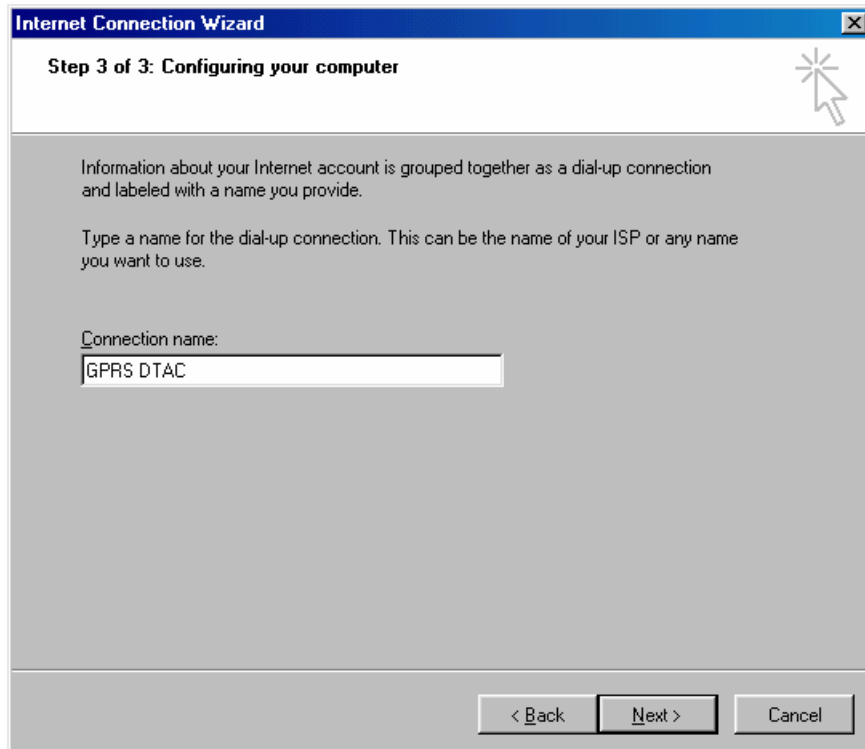 Internet Connection Wizard
Step 3 of 3: Configuring your computer
Information about your Internet account is grouped together as a dial-up connection
and labeled with a name you provide.
Type a name for the dial-up connection. This can be the name of your ISP or any name
you want to use.
Connection name:
GPRS DTAC
< Back Next > Cancel